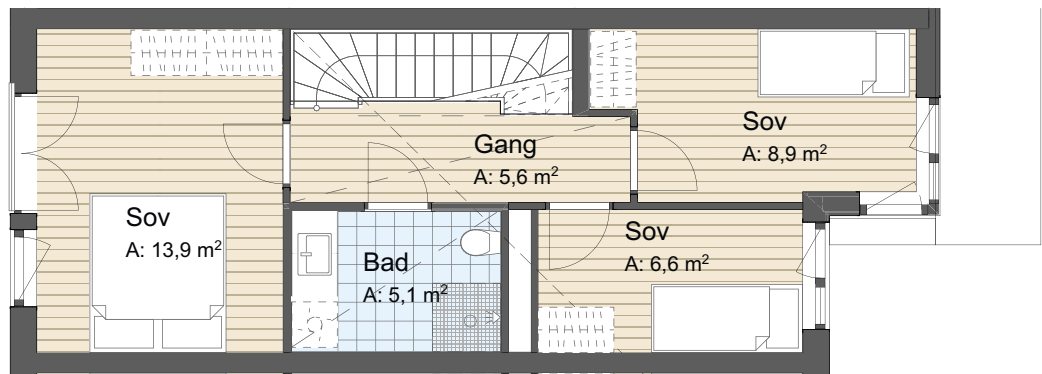 Sov
A: 8,9 m²
Gang
A: 5,6 m²
Sov
A: 13,9 m²
Sov
A: 6,6 m²
Bad
A: 5,1 m²